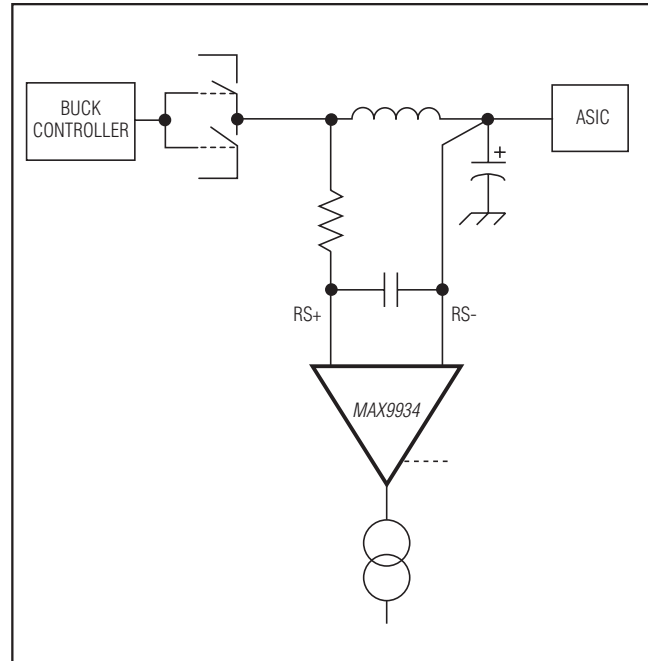 BUCK
CONTROLLER
ASIC
+
RS+
RS-
MAX9934